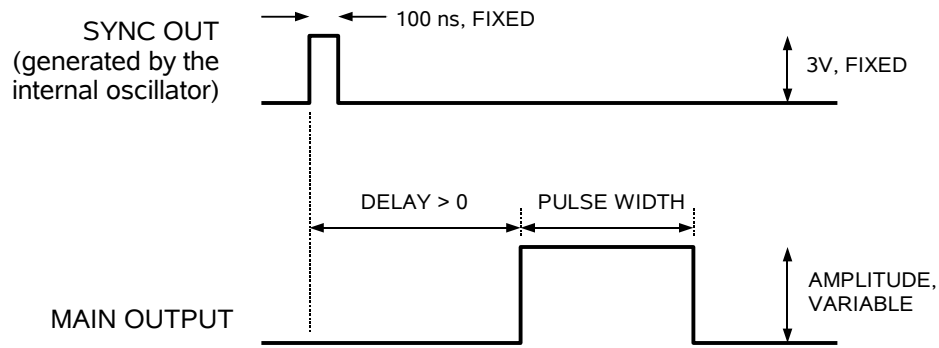 100 ns, FIXED
SYNC OUT
(generated by the
internal oscillator)
3V, FIXED
DELAY > 0
PULSE WIDTH
AMPLITUDE,
VARIABLE
MAIN OUTPUT